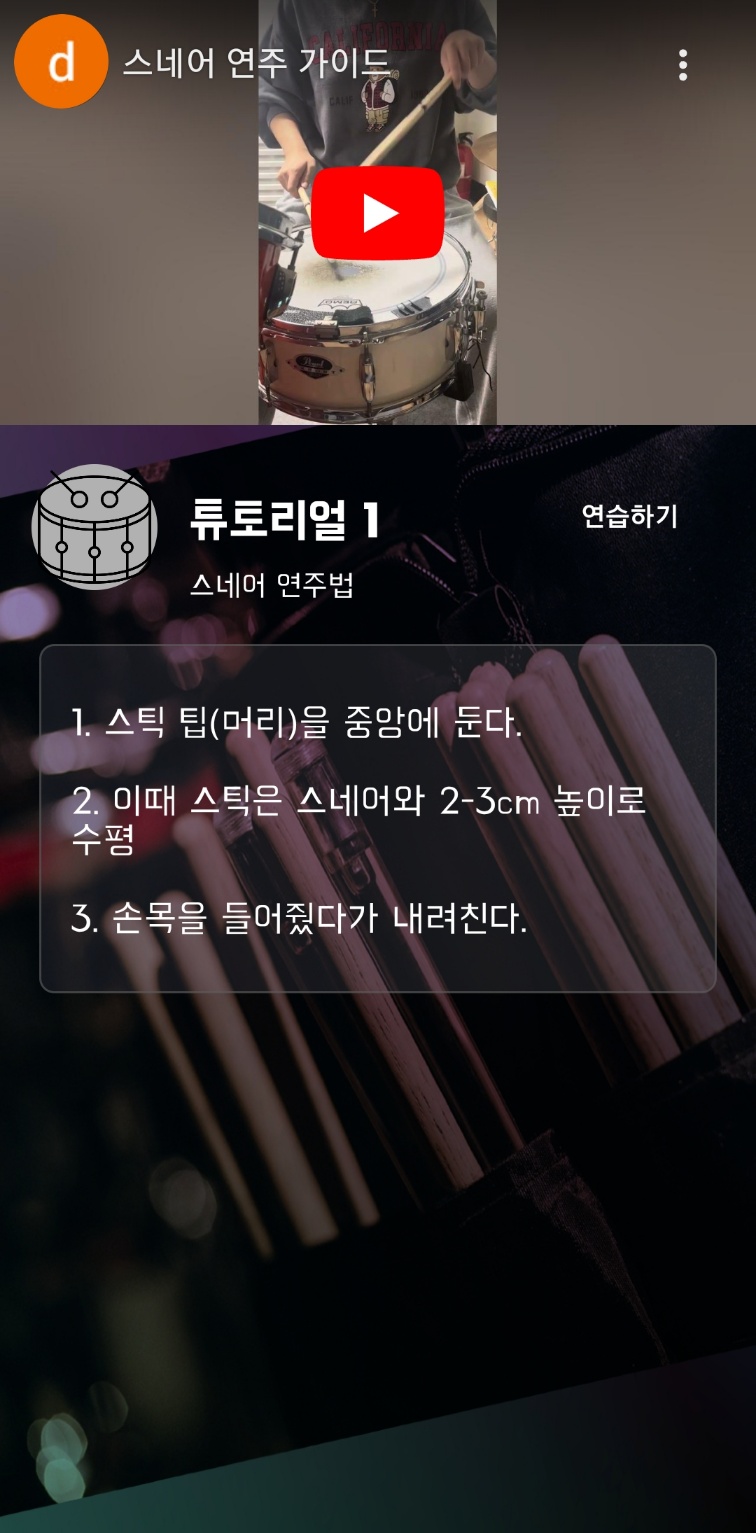 d
스네어 연주 가이드
CALIFORNIA
REMO
Pearl
튜토리얼 1
연습하기
스네어 연주법
1. 스틱 팁(머리)을 중앙에 둔다.
2. 이때 스틱은 스네어와 2-3cm 높이로
수평
3. 손목을 들어줬다가 내려친다.